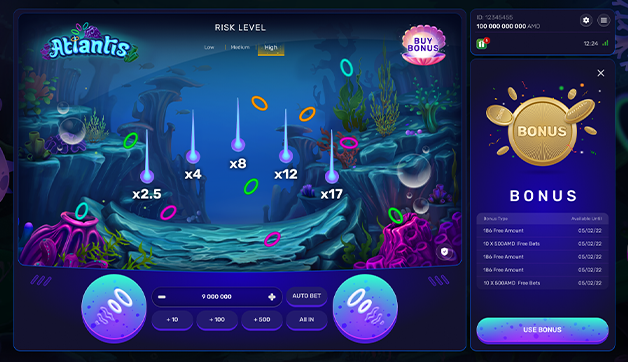 Atlantis
RISK LEVEL
Low Medium High
BUY
BONUS
x2.5
x4
x8
x12
x17
9 000 000
AUTO BET
+ 10
+ 100
+ 500
All IN
ID: 12345455
100 000 000 000 AMD
12:24
BONUS
BONUS
Bonus Type Available Until
186 Free Amount 05/02/22
10 X 500AMD Free Bets 05/02/22
186 Free Amount 05/02/22
186 Free Amount 05/02/22
10 X 500AMD Free Bets 05/02/22
USE BONUS